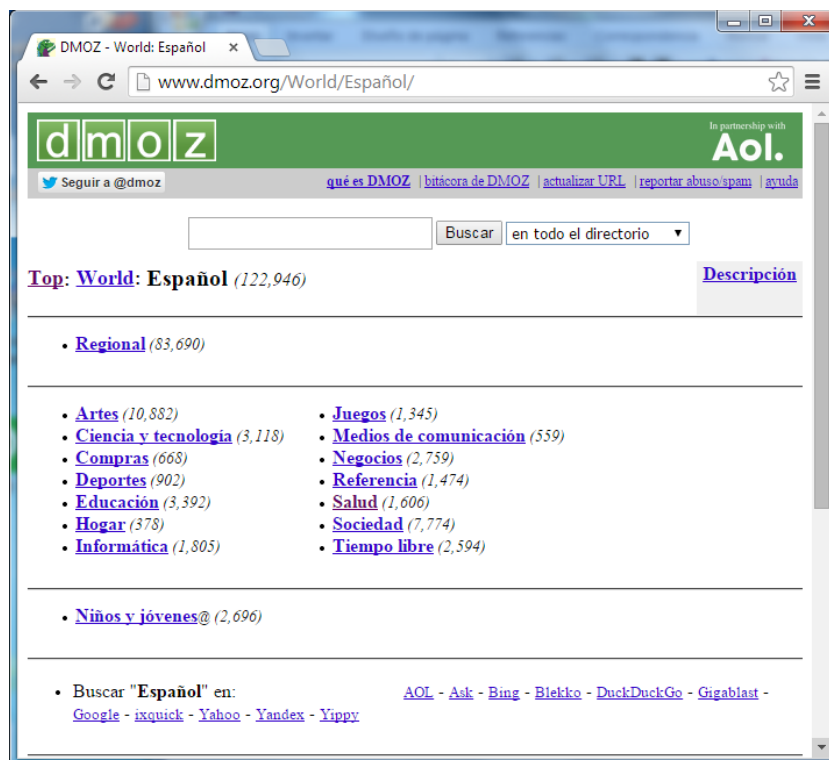 DMOZ - World: Español
www.dmoz.org/World/Español/
dmoz
In partnership with
Aol.
Seguir a @dmoz
qué es DMOZ | bitácora de DMOZ | actualizar URL | reportar abuso/spam | ayuda
Buscar en todo el directorio
Top: World: Español (122,946)
Descripción
• Regional (83,690)
• Artes (10,882)
• Ciencia y tecnología (3,118)
• Compras (668)
• Deportes (902)
• Educación (3,392)
• Hogar (378)
• Informática (1,805)
• Juegos (1,345)
• Medios de comunicación (559)
• Negocios (2,759)
• Referencia (1,474)
• Salud (1,606)
• Sociedad (7,774)
• Tiempo libre (2,594)
• Niños y jóvenes@ (2,696)
• Buscar "Español" en: AOL - Ask - Bing - Blekko - DuckDuckGo - Gigablast -
Google - ixquick - Yahoo - Yandex - Yippy